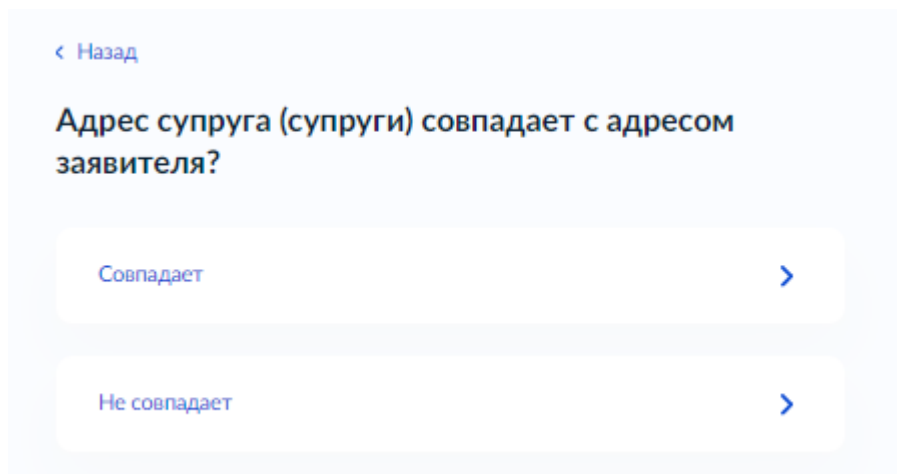 Назад
Адрес супруга (супруги) совпадает с адресом
заявителя?
Совпадает
Не совпадает